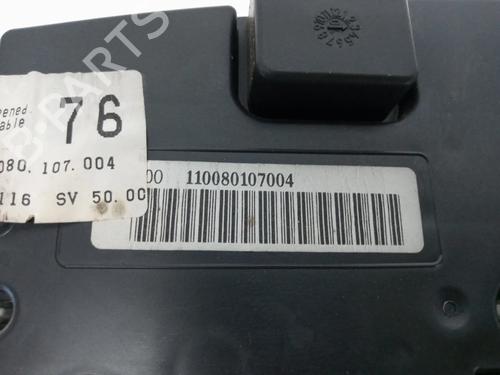 pened
able
76
080.107.004
116 SV 50.00
00 110080107004
B-PARTS